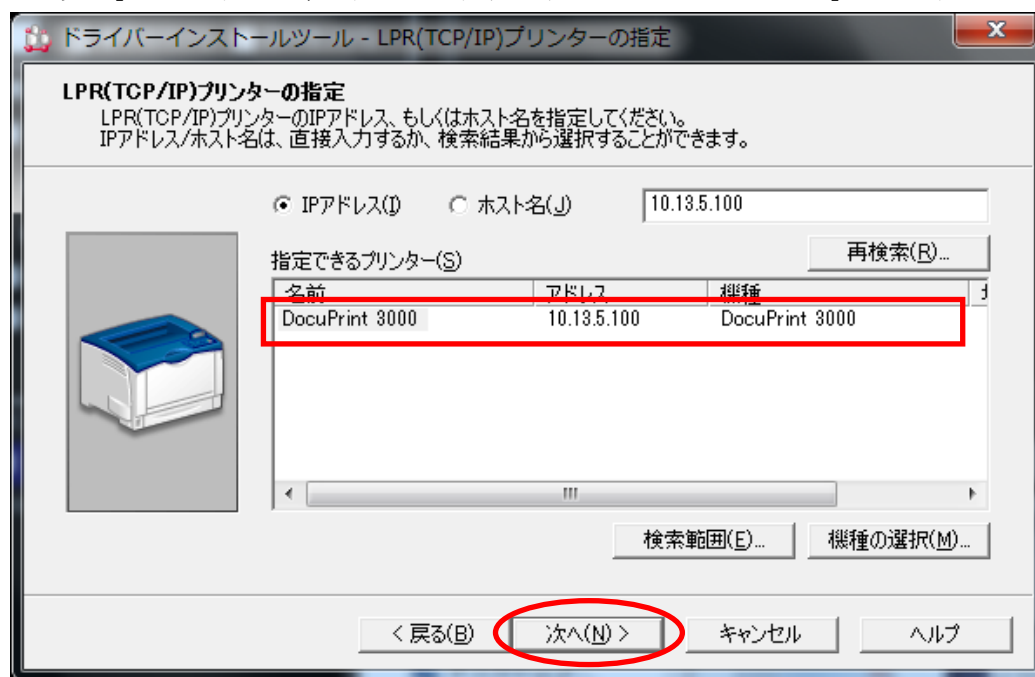 ドライバーインストールツール - LPR(TCP/IP)プリンターの指定
LPR(TCP/IP)プリンターの指定
LPR(TCP/IP)プリンターのIPアドレス、もしくはホスト名を指定してください。
IPアドレス/ホスト名は、直接入力するか、検索結果から選択することができます。
IPアドレス(I) ホスト名(J) 10.13.5.100
再検索(R)...
指定できるプリンター(S)
名前 アドレス 機種
DocuPrint 3000 10.13.5.100 DocuPrint 3000
検索範囲(E)... 機種の選択(M)...
< 戻る(B) 次へ(N) > キャンセル ヘルプ